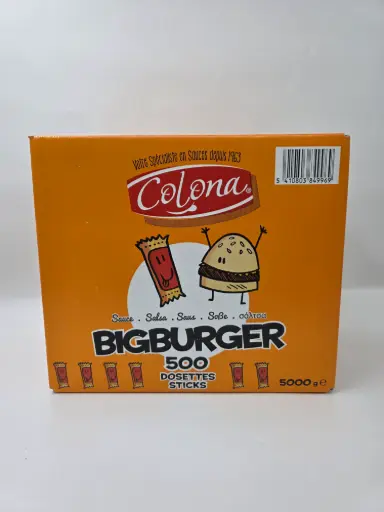 Votre Spécialiste en Sauces depuis 1963
Colona®
5 410803 849969
Sauce . Salsa . Saus . Soße . σάλτσα
BIGBURGER
500
DOSETTES
STICKS
5000 g ℮